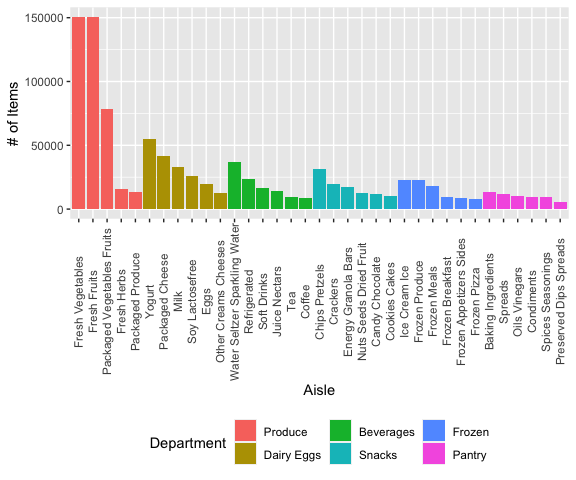 # of Items
150000
100000
50000
0
Fresh Vegetables
Fresh Fruits
Packaged Vegetables Fruits
Fresh Herbs
Packaged Produce
Yogurt
Packaged Cheese
Milk
Soy Lactosefree
Eggs
Other Creams Cheeses
Water Seltzer Sparkling Water
Refrigerated
Soft Drinks
Juice Nectars
Tea
Coffee
Chips Pretzels
Crackers
Energy Granola Bars
Nuts Seeds Dried Fruit
Candy Chocolate
Cookies Cakes
Ice Cream Ice
Frozen Produce
Frozen Meals
Frozen Breakfast
Frozen Appetizers Sides
Frozen Pizza
Baking Ingredients
Spreads
Oils Vinegars
Condiments
Spices Seasonings
Preserved Dips Spreads
Aisle
Department
Produce
Beverages
Frozen
Dairy Eggs
Snacks
Pantry